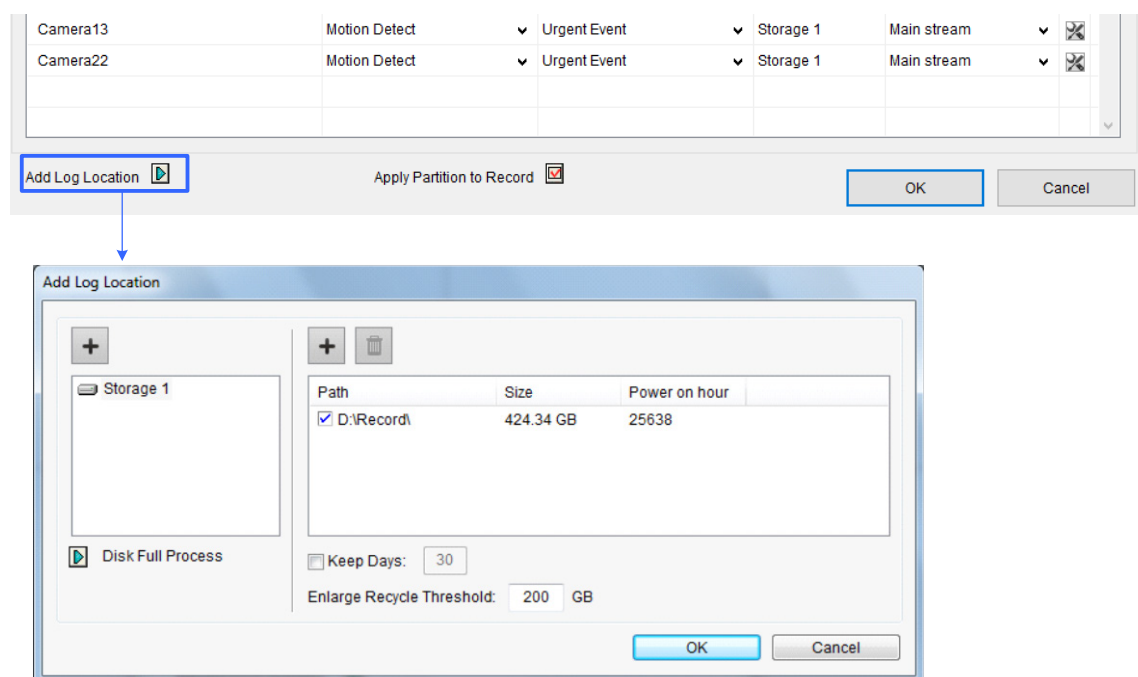 Camera13 Motion Detect Urgent Event Storage 1 Main stream
Camera22 Motion Detect Urgent Event Storage 1 Main stream
Add Log Location Apply Partition to Record OK Cancel
Add Log Location
Storage 1
Path Size Power on hour
D:\Record\ 424.34 GB 25638
Disk Full Process
Keep Days: 30
Enlarge Recycle Threshold: 200 GB
OK Cancel